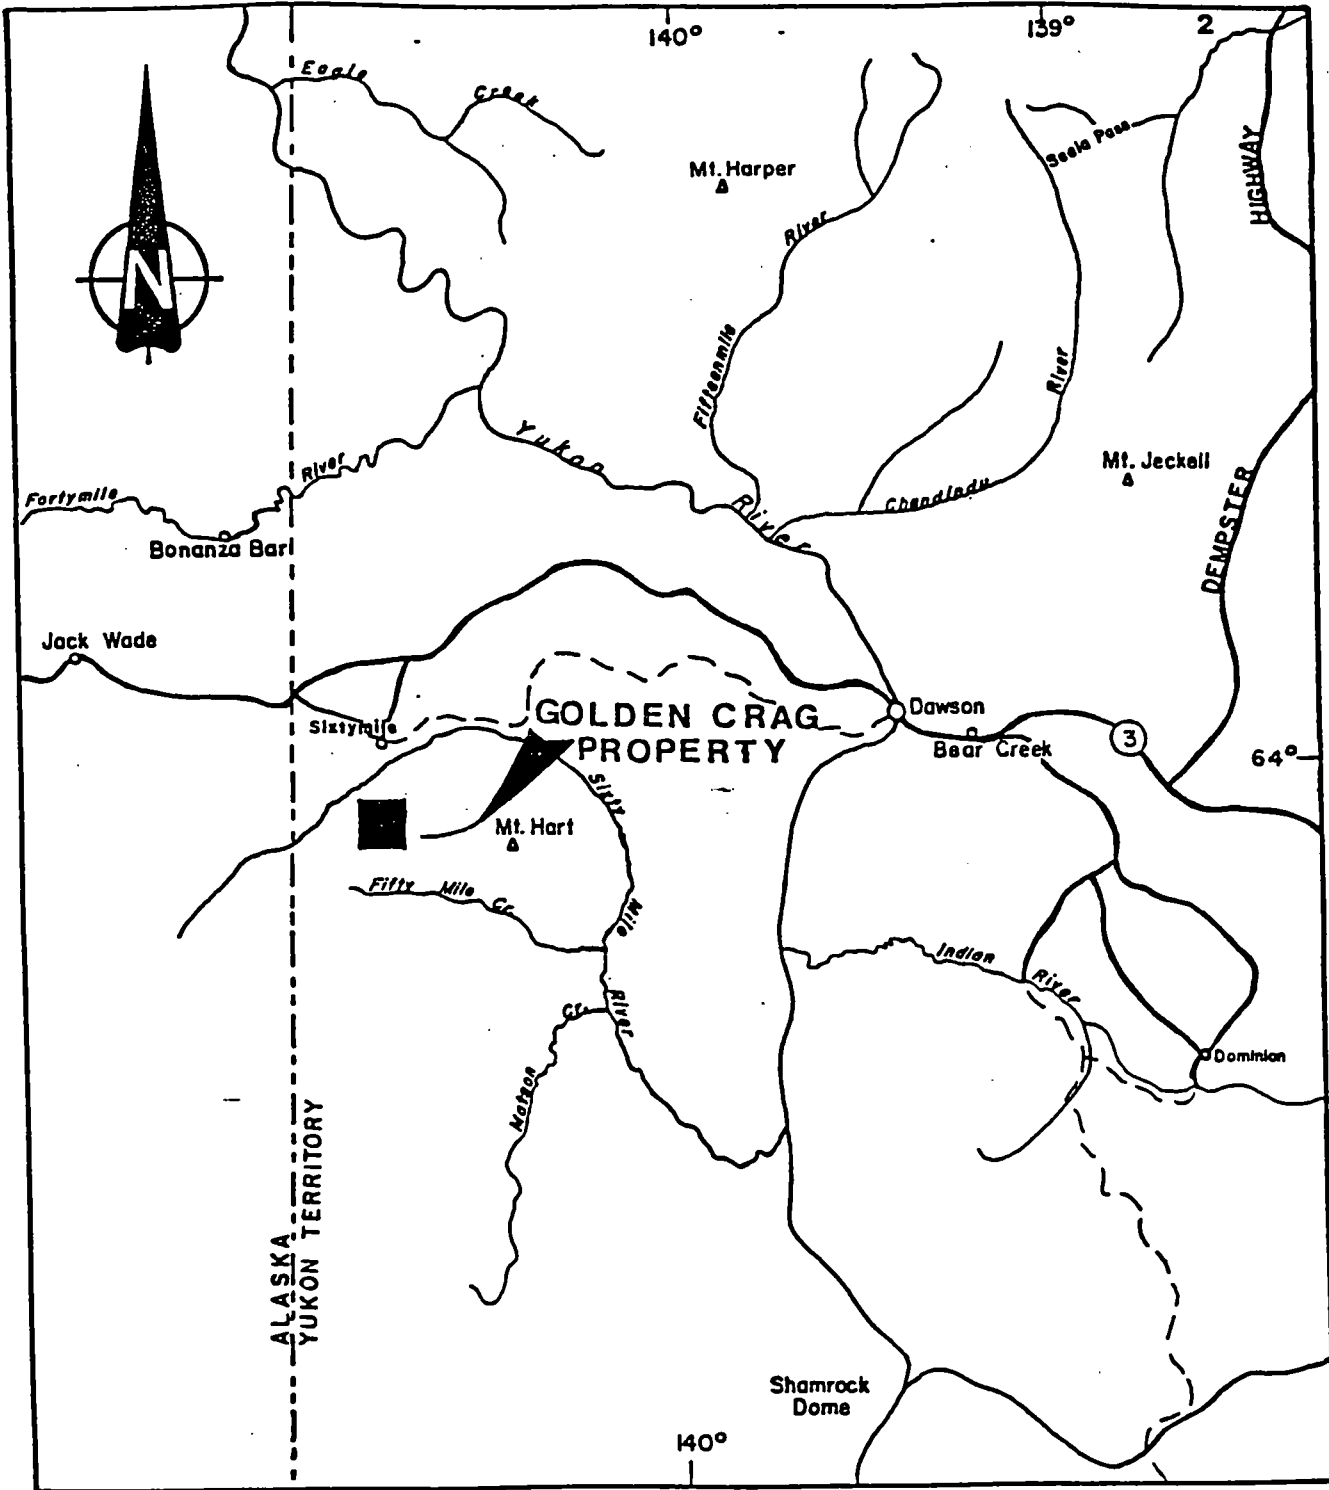 140°
139°
2
Eagle
Creek
Seela Pass
HIGHWAY
Mt. Harper
River
N
Fifteenmile
River
Yukon
River
Mt. Jeckell
River
Fortymile
Chandindu
DEMPSTER
Bonanza Bar
Jack Wade
Sixtymile
GOLDEN CRAG
PROPERTY
Dawson
Bear Creek
3
64°
Sixty
Mt. Hart
Fifty Mile
Cr.
Mile
Indian
River
River
Cr.
Dominion
Matson
ALASKA
YUKON TERRITORY
Shamrock
Dome
140°